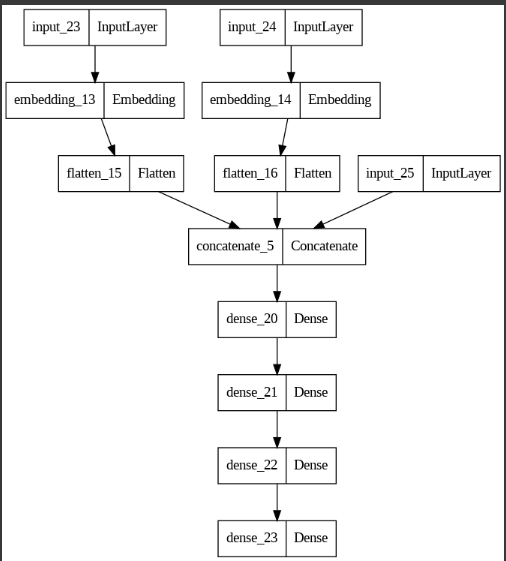 input_23 InputLayer input_24 InputLayer
embedding_13 Embedding embedding_14 Embedding
flatten_15 Flatten flatten_16 Flatten input_25 InputLayer
concatenate_5 Concatenate
dense_20 Dense
dense_21 Dense
dense_22 Dense
dense_23 Dense